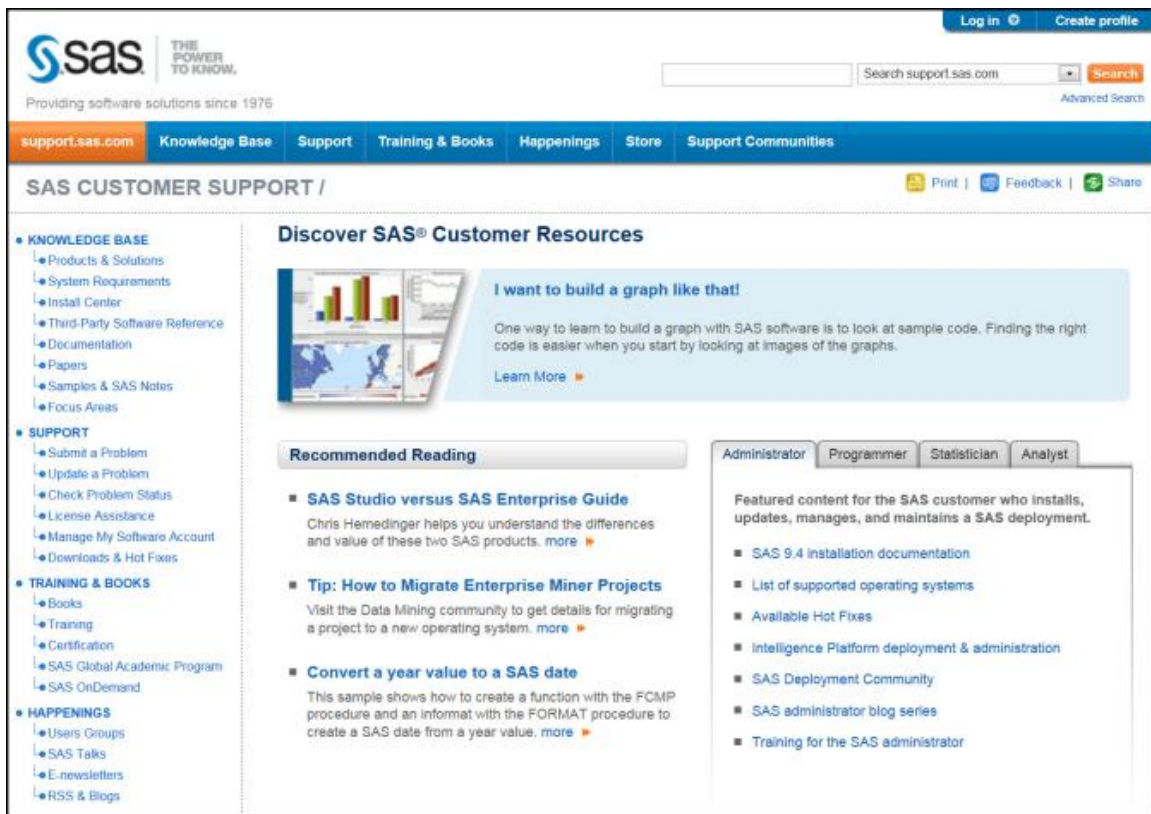 Log in
Create profile
sas
THE
POWER
TO KNOW.
Providing software solutions since 1976
Search support.sas.com
Search
Advanced Search
support.sas.com
Knowledge Base
Support
Training & Books
Happenings
Store
Support Communities
SAS CUSTOMER SUPPORT /
Print |
Feedback |
Share
KNOWLEDGE BASE
Products & Solutions
System Requirements
Install Center
Third-Party Software Reference
Documentation
Papers
Samples & SAS Notes
Focus Areas
SUPPORT
Submit a Problem
Update a Problem
Check Problem Status
License Assistance
Manage My Software Account
Downloads & Hot Fixes
TRAINING & BOOKS
Books
Training
Certification
SAS Global Academic Program
SAS OnDemand
HAPPENINGS
Users Groups
SAS Talks
E-newsletters
RSS & Blogs
Discover SAS® Customer Resources
I want to build a graph like that!
One way to learn to build a graph with SAS software is to look at sample code. Finding the right
code is easier when you start by looking at images of the graphs.
Learn More
Recommended Reading
SAS Studio versus SAS Enterprise Guide
Chris Hemedinger helps you understand the differences
and value of these two SAS products. more
Tip: How to Migrate Enterprise Miner Projects
Visit the Data Mining community to get details for migrating
a project to a new operating system. more
Convert a year value to a SAS date
This sample shows how to create a function with the FCMP
procedure and an informat with the FORMAT procedure to
create a SAS date from a year value. more
Administrator
Programmer
Statistician
Analyst
Featured content for the SAS customer who installs,
updates, manages, and maintains a SAS deployment.
SAS 9.4 installation documentation
List of supported operating systems
Available Hot Fixes
Intelligence Platform deployment & administration
SAS Deployment Community
SAS administrator blog series
Training for the SAS administrator